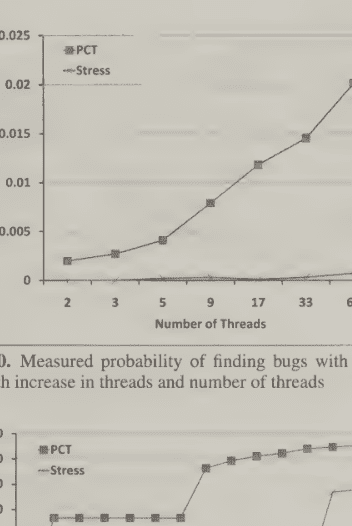 0.025
PCT
Stress
0.02
0.015
0.01
0.005
0
2 3 5 9 17 33
Number of Threads
0. Measured probability of finding bugs with
h increase in threads and number of threads
PCT
Stress